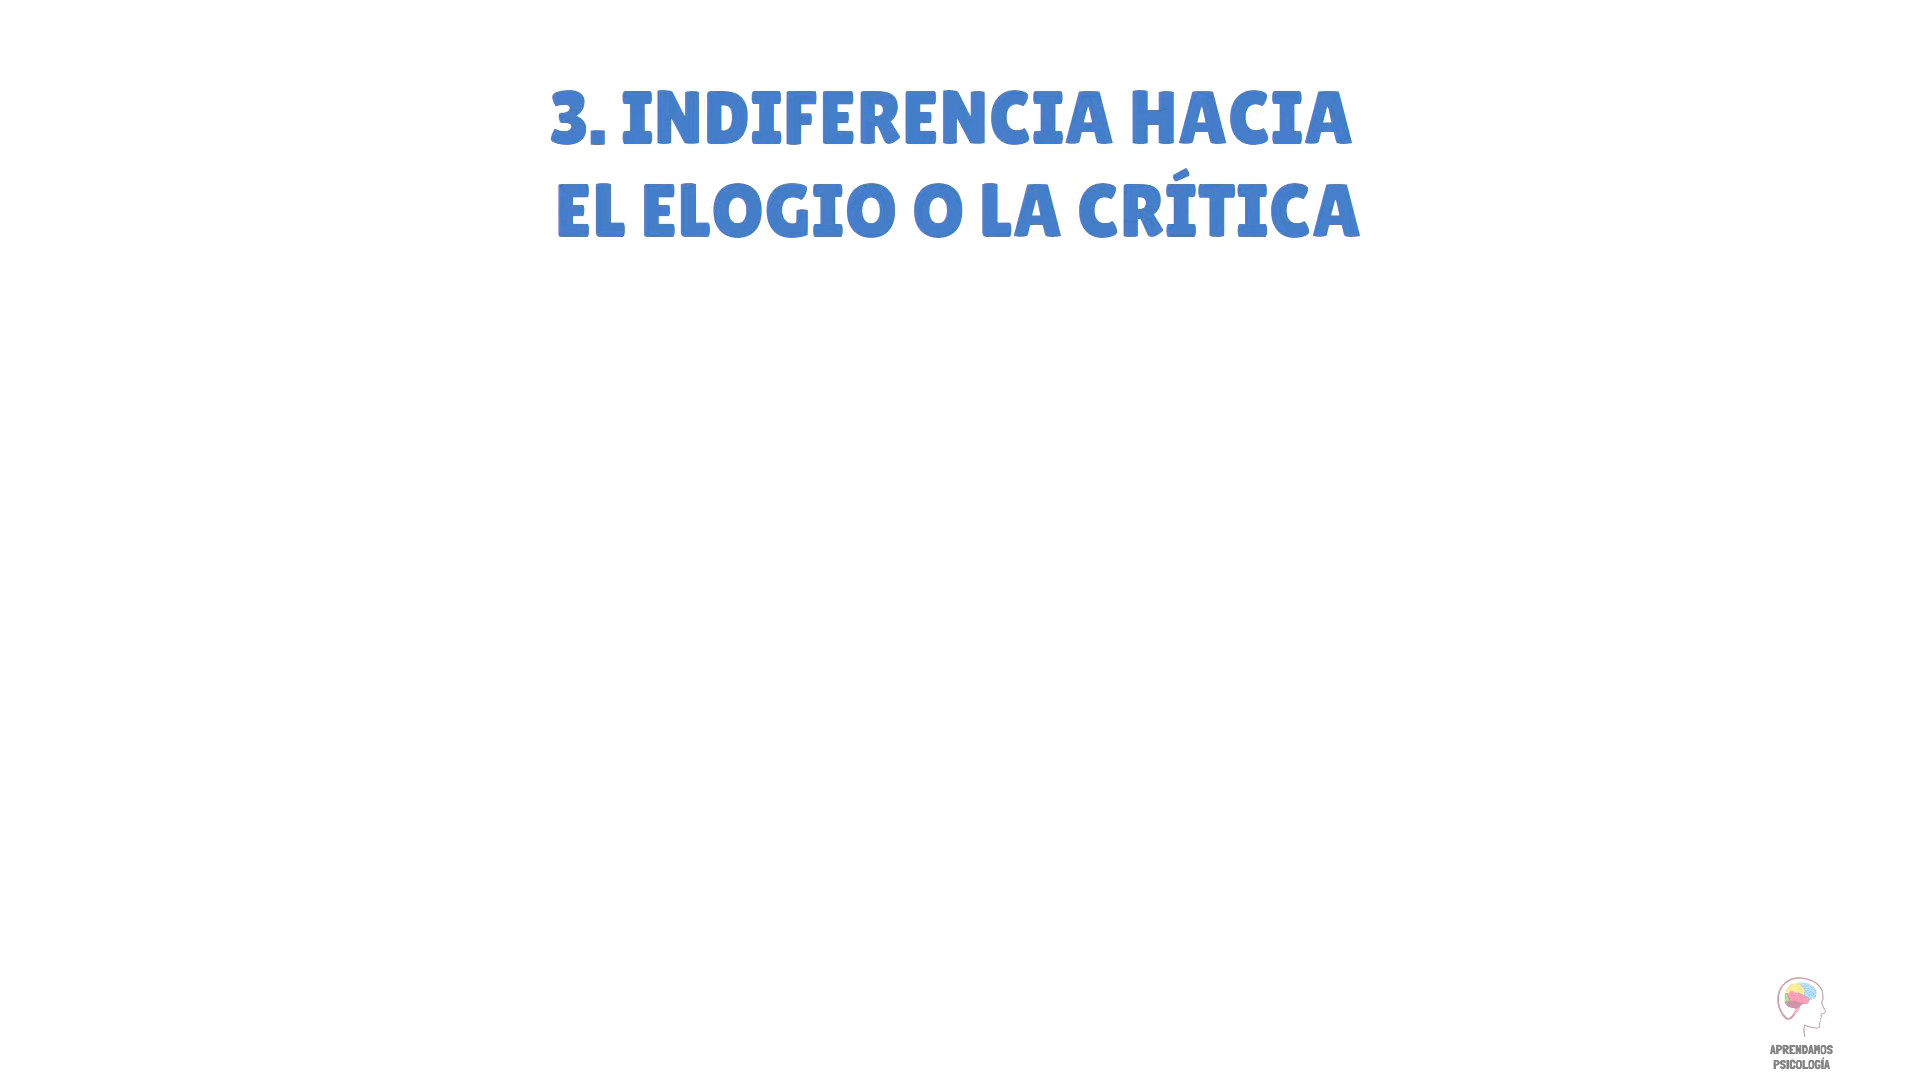 3. INDIFERENCIA HACIA
EL ELOGIO O LA CRÍTICA
APRENDAMOS
PSICOLOGÍA